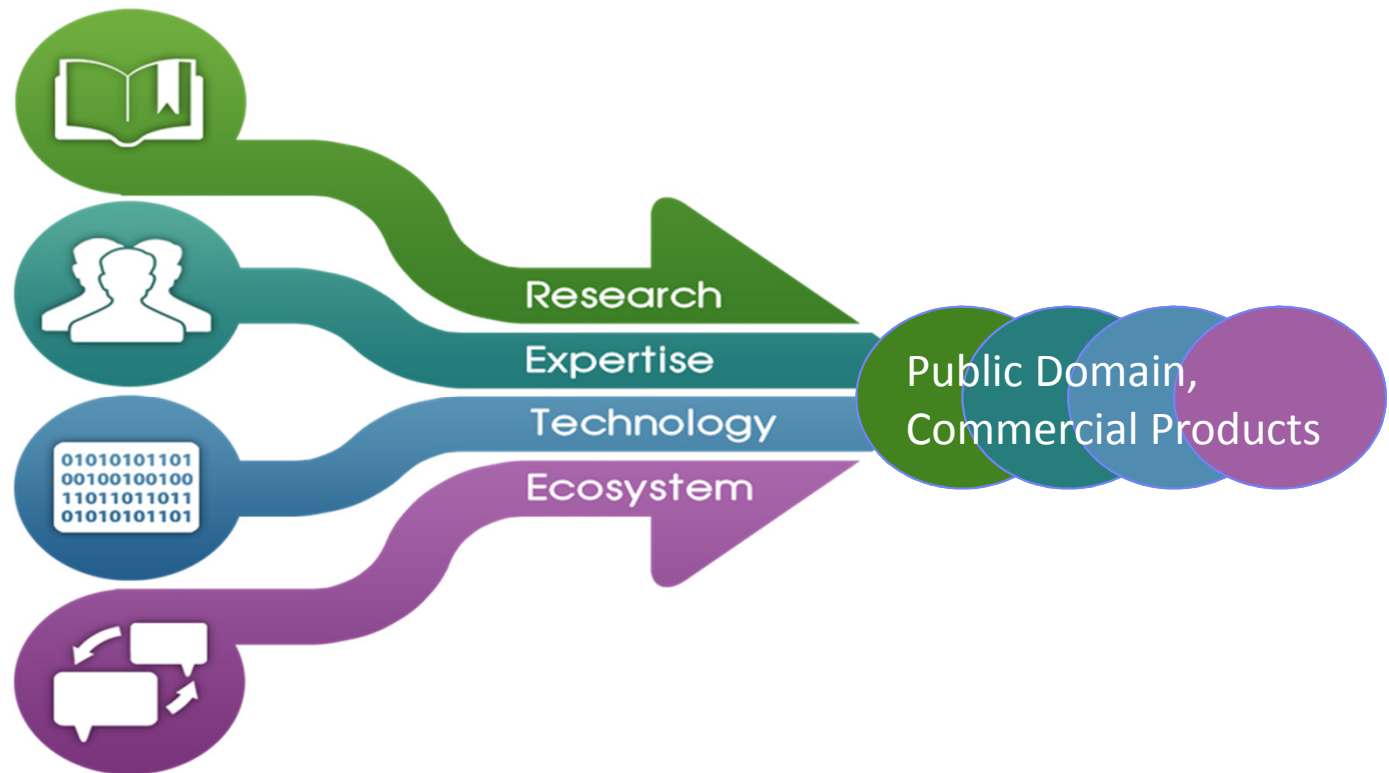 Research
Expertise
Technology
Ecosystem
Public Domain,
Commercial Products
01010101101
00100100100
11011011011
01010101101